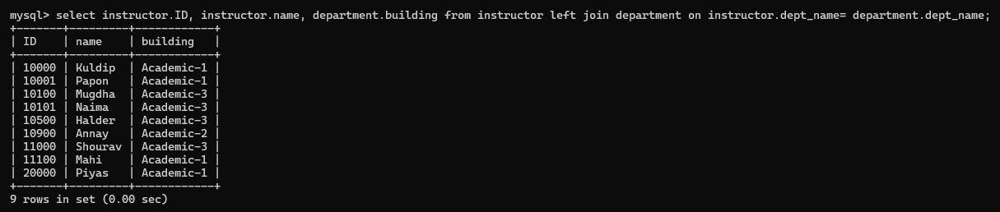 mysql> select instructor.ID, instructor.name, department.building from instructor left join department on instructor.dept_name= department.dept_name;
+-------+---------+------------+
| ID    | name    | building   |
+-------+---------+------------+
| 10000 | Kuldip  | Academic-1 |
| 10001 | Papon   | Academic-1 |
| 10100 | Mugdha  | Academic-3 |
| 10101 | Naima   | Academic-3 |
| 10500 | Halder  | Academic-3 |
| 10900 | Annay   | Academic-2 |
| 11000 | Shourav | Academic-3 |
| 11100 | Mahi    | Academic-1 |
| 20000 | Piyas   | Academic-1 |
+-------+---------+------------+
9 rows in set (0.00 sec)